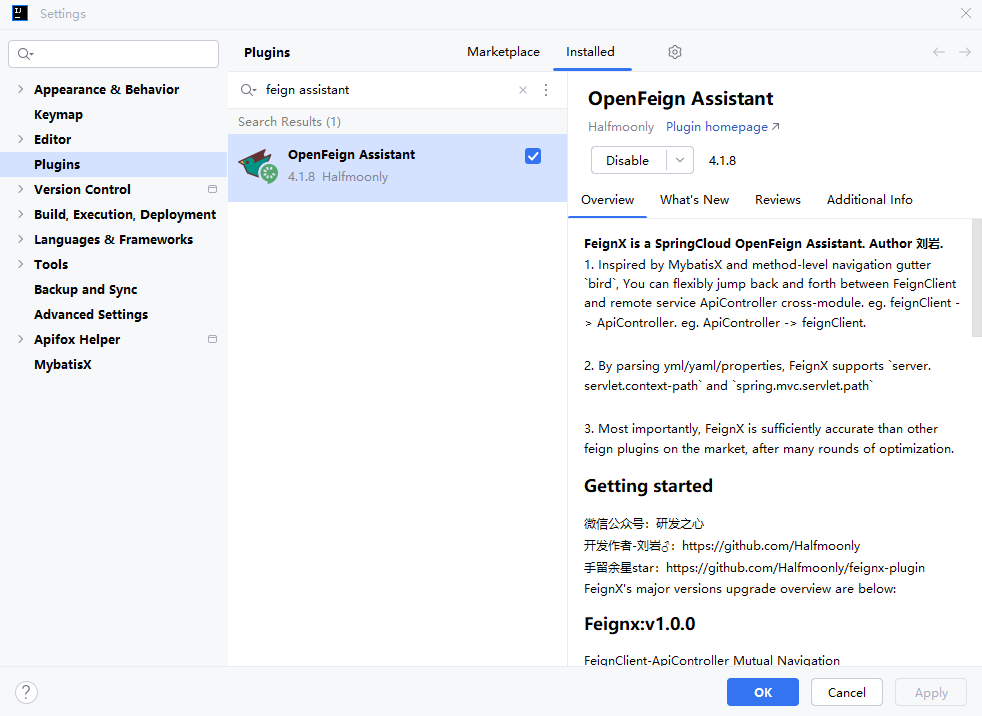 Settings
Plugins
Marketplace
Installed
Appearance & Behavior
Keymap
Editor
Plugins
Version Control
Build, Execution, Deployment
Languages & Frameworks
Tools
Backup and Sync
Advanced Settings
Apifox Helper
MybatisX
feign assistant
Search Results (1)
OpenFeign Assistant
4.1.8 Halfmoonly
OpenFeign Assistant
Halfmoonly Plugin homepage ↗
Disable 4.1.8
Overview What's New Reviews Additional Info
FeignX is a SpringCloud OpenFeign Assistant. Author 刘岩.
1. Inspired by MybatisX and method-level navigation gutter
`bird`, You can flexibly jump back and forth between FeignClient
and remote service ApiController cross-module. eg. feignClient -
> ApiController. eg. ApiController -> feignClient.
2. By parsing yml/yaml/properties, FeignX supports `server.
servlet.context-path` and `spring.mvc.servlet.path`
3. Most importantly, FeignX is sufficiently accurate than other
feign plugins on the market, after many rounds of optimization.
Getting started
微信公众号：研发之心
开发作者-刘岩♂：https://github.com/Halfmoonly
手留余星star：https://github.com/Halfmoonly/feignx-plugin
FeignX's major versions upgrade overview are below:
Feignx:v1.0.0
FeignClient-ApiController Mutual Navigation
?
OK
Cancel
Apply